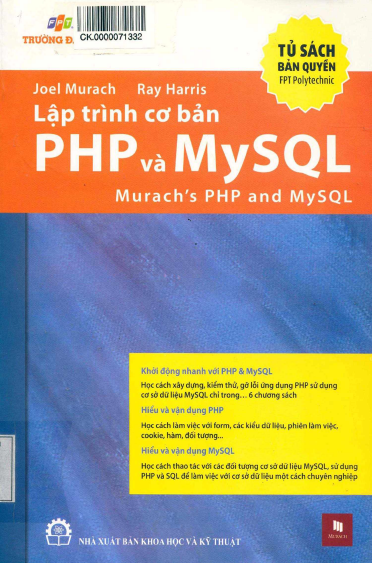 FPT
TRƯỜNG Đ
CK.0000071332
TỦ SÁCH
BẢN QUYỀN
FPT Polytechnic
Joel Murach Ray Harris
Lập trình cơ bản
PHP và MySQL
Murach's PHP and MySQL
Khởi động nhanh với PHP & MySQL
Học cách xây dựng, kiểm thử, gỡ lỗi ứng dụng PHP sử dụng
cơ sở dữ liệu MySQL chỉ trong... 6 chương sách
Hiểu và vận dụng PHP
Học cách làm việc với form, các kiểu dữ liệu, phiên làm việc,
cookie, hàm, đối tượng...
Hiểu và vận dụng MySQL
Học cách thao tác với các đối tượng cơ sở dữ liệu MySQL, sử dụng
PHP và SQL để làm việc với cơ sở dữ liệu một cách chuyên nghiệp
NHÀ XUẤT BẢN KHOA HỌC VÀ KỸ THUẬT
MURACH